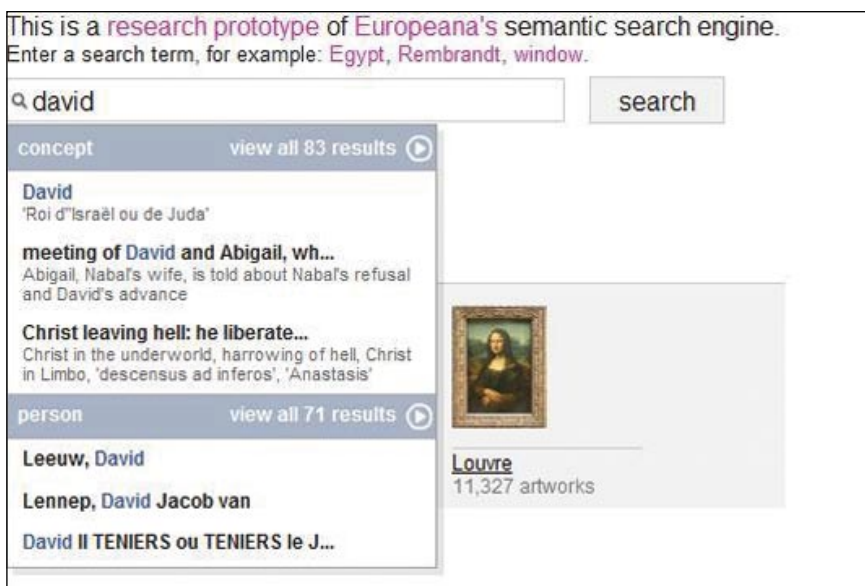 This is a research prototype of Europeana's semantic search engine.
Enter a search term, for example: Egypt, Rembrandt, window.
david
search
concept view all 83 results
David
'Roi d''Israël ou de Juda'
meeting of David and Abigail, wh...
Abigail, Nabal's wife, is told about Nabal's refusal
and David's advance
Christ leaving hell: he liberate...
Christ in the underworld, harrowing of hell, Christ
in Limbo, 'descensus ad inferos', 'Anastasis'
person view all 71 results
Leeuw, David
Lennep, David Jacob van
David II TENIERS ou TENIERS le J...
Louvre
11,327 artworks